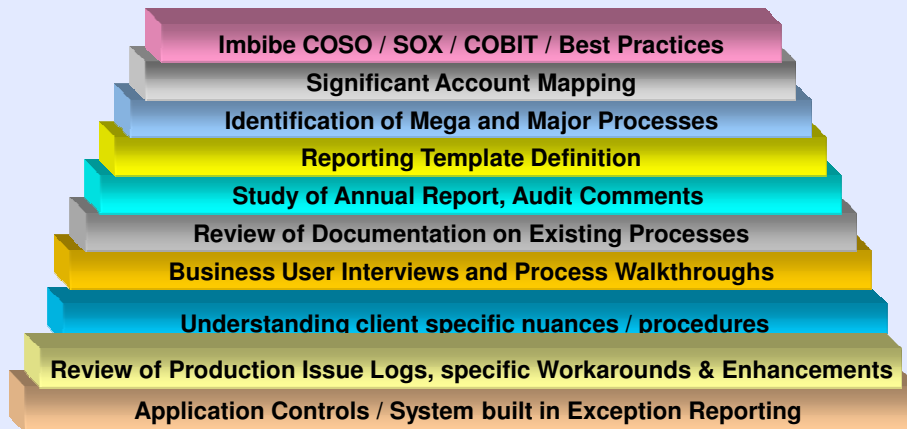 Imbibe COSO / SOX / COBIT / Best Practices
Significant Account Mapping
Identification of Mega and Major Processes
Reporting Template Definition
Study of Annual Report, Audit Comments
Review of Documentation on Existing Processes
Business User Interviews and Process Walkthroughs
Understanding client specific nuances / procedures
Review of Production Issue Logs, specific Workarounds & Enhancements
Application Controls / System built in Exception Reporting